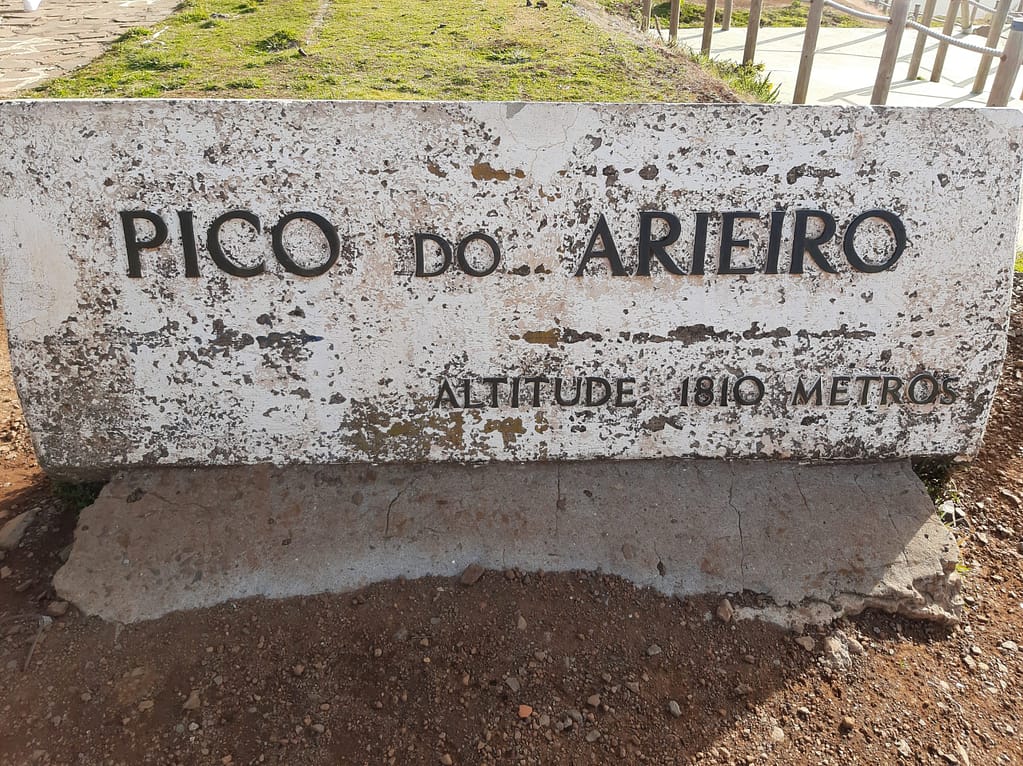 PICO DO ARIEIRO
ALTITUDE 1810 METROS